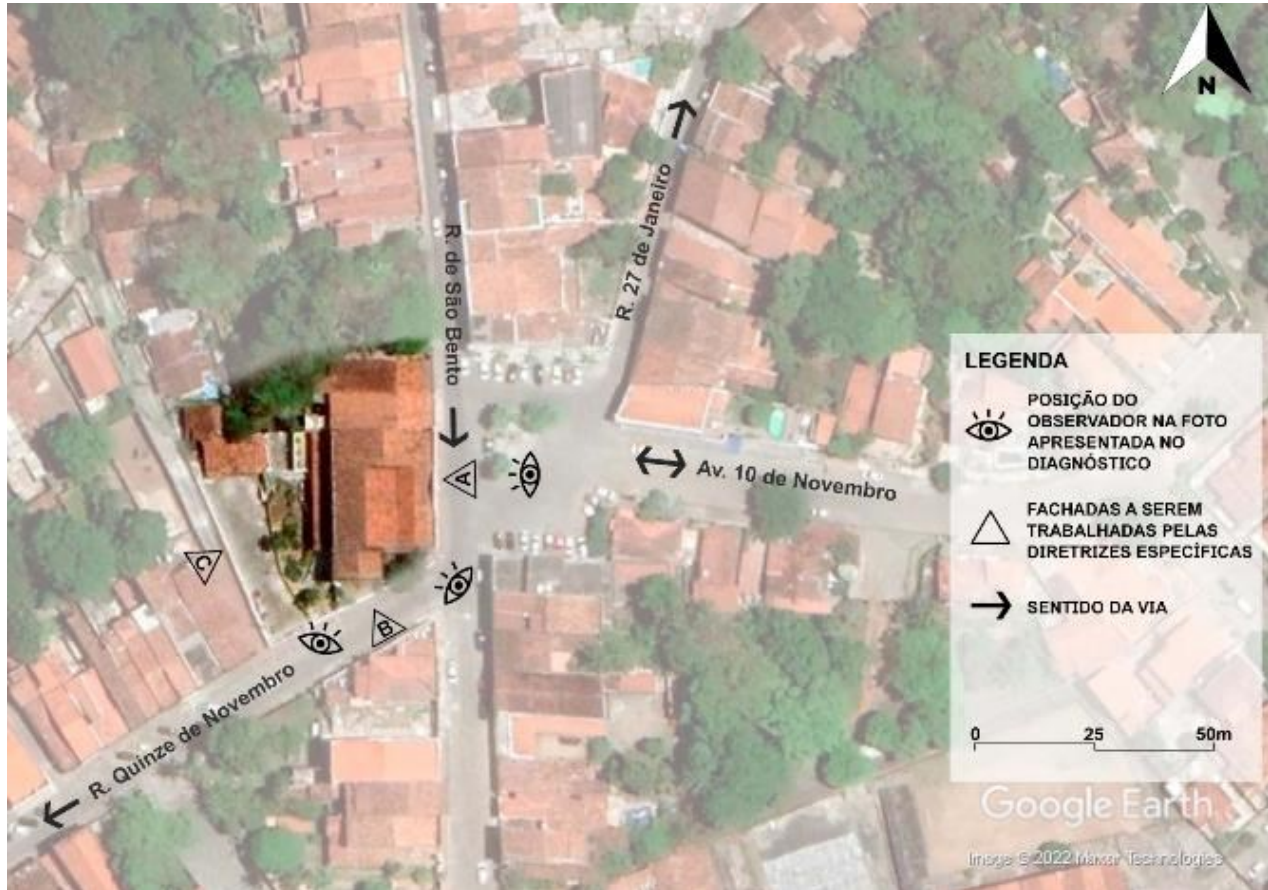 N
R. de São Bento
R. 27 de Janeiro
A
Av. 10 de Novembro
C
B
R. Quinze de Novembro
LEGENDA
POSIÇÃO DO
OBSERVADOR NA FOTO
APRESENTADA NO
DIAGNÓSTICO
FACHADAS A SEREM
TRABALHADAS PELAS
DIRETRIZES ESPECÍFICAS
SENTIDO DA VIA
0 25 50m
Google Earth
Image © 2022 Maxar Technologies